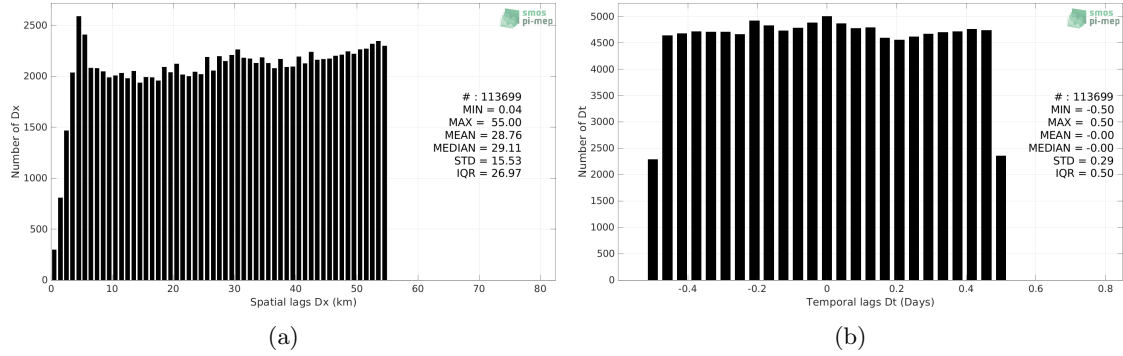 smos
pi-mep
2500
2000
1500
1000
500
0
Number of Dx
# : 113699
MIN = 0.04
MAX = 55.00
MEAN = 28.76
MEDIAN = 29.11
STD = 15.53
IQR = 26.97
0 10 20 30 40 50 60 70 80
Spatial lags Dx (km)
(a)
smos
pi-mep
5000
4500
4000
3500
3000
2500
2000
1500
1000
500
0
Number of Dt
# : 113699
MIN = -0.50
MAX = 0.50
MEAN = -0.00
MEDIAN = -0.00
STD = 0.29
IQR = 0.50
-0.4 -0.2 0 0.2 0.4 0.6 0.8
Temporal lags Dt (Days)
(b)